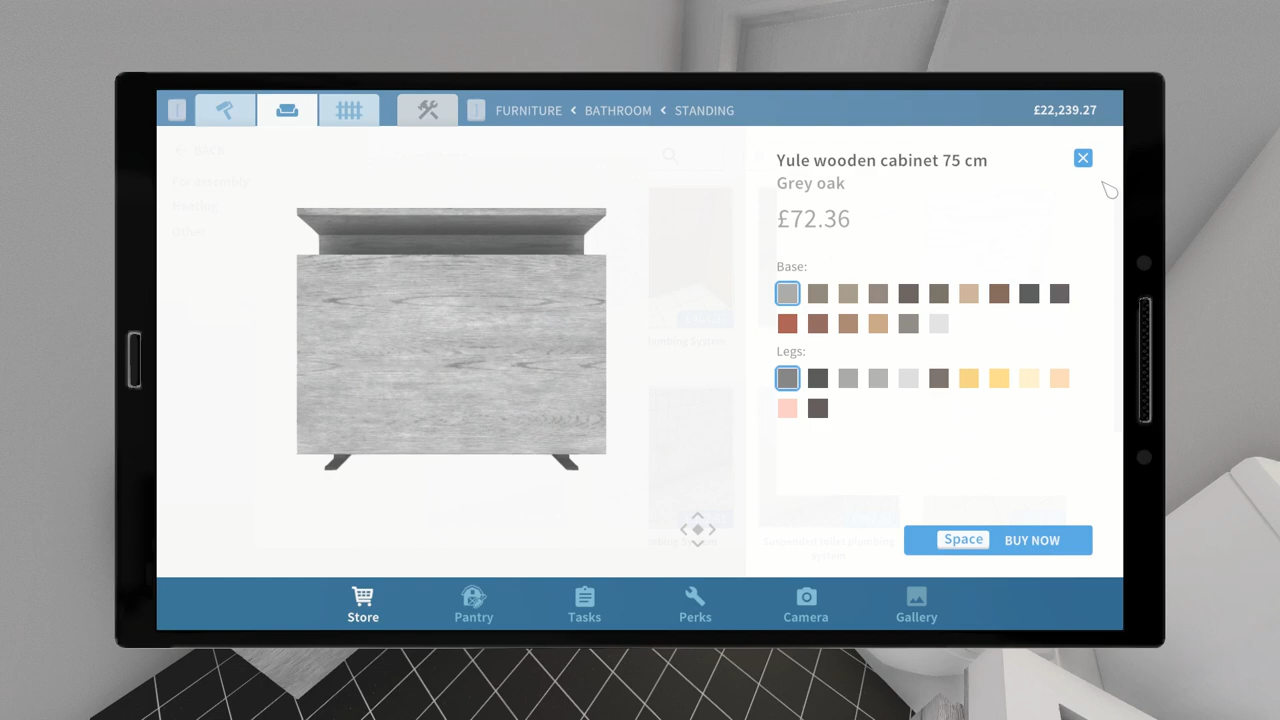 FURNITURE < BATHROOM < STANDING
£22,239.27
BACK
Yule wooden cabinet 75 cm
Grey oak
£72.36
Base:
Legs:
Space BUY NOW
Store
Pantry
Tasks
Perks
Camera
Gallery